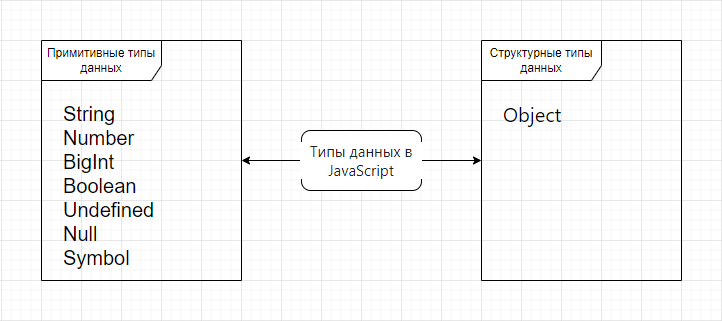 Примитивные типы
данных
String
Number
BigInt
Boolean
Undefined
Null
Symbol
Типы данных в
JavaScript
Структурные типы
данных
Object